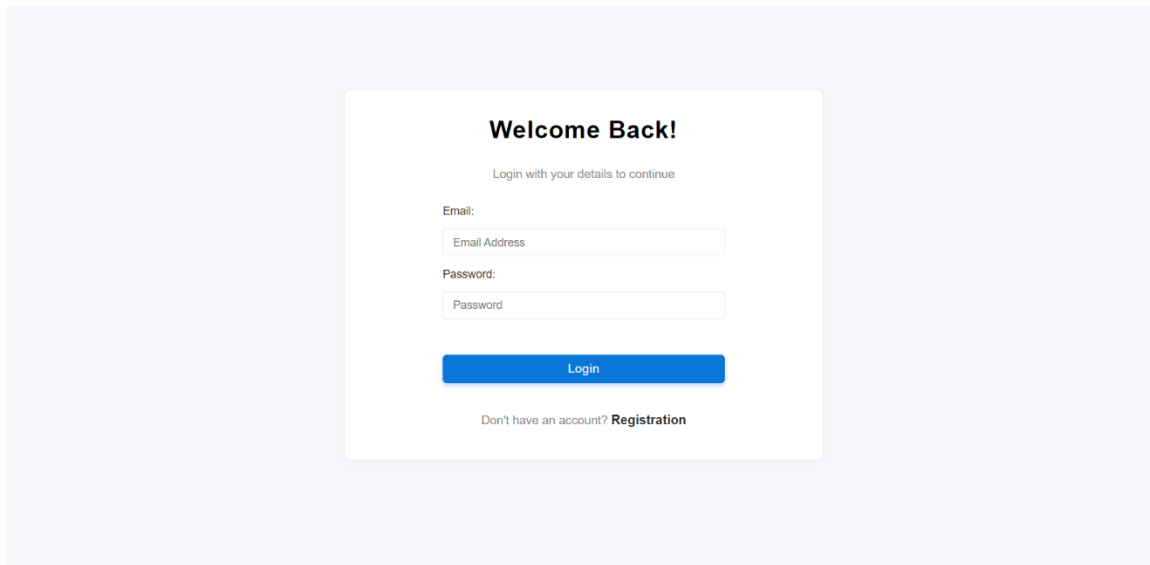 Welcome Back!
Login with your details to continue
Email:
Email Address
Password:
Password
Login
Don't have an account? Registration